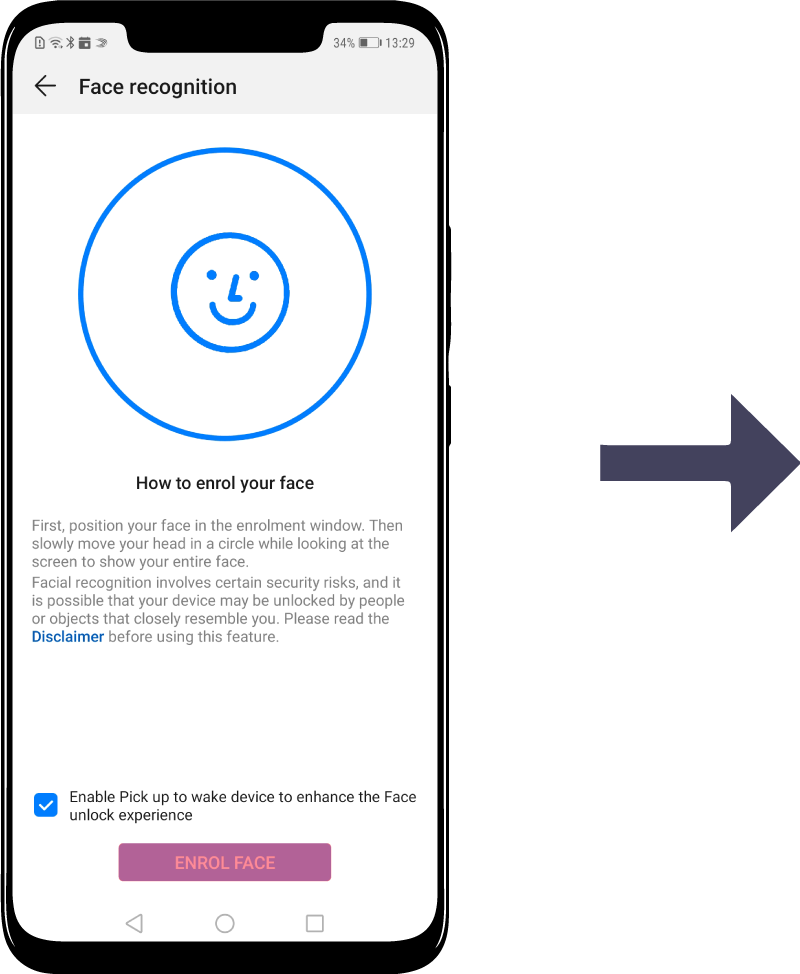 34% 13:29
Face recognition
How to enrol your face
First, position your face in the enrolment window. Then
slowly move your head in a circle while looking at the
screen to show your entire face.
Facial recognition involves certain security risks, and it
is possible that your device may be unlocked by people
or objects that closely resemble you. Please read the
Disclaimer before using this feature.
Enable Pick up to wake device to enhance the Face
unlock experience
ENROL FACE